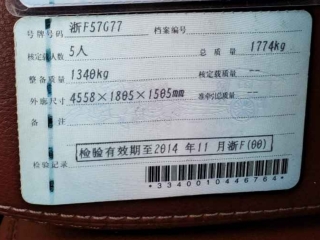 号牌号码 浙F57G77 档案编号
核定载人数 5人 总质量 1774kg
整备质量 1340kg 核定载质量 --
外廓尺寸 4558×1805×1505mm 准牵引总质量 --
备注
检验有效期至2014 年 11 月浙F(00)
检验记录
*3340010446764*